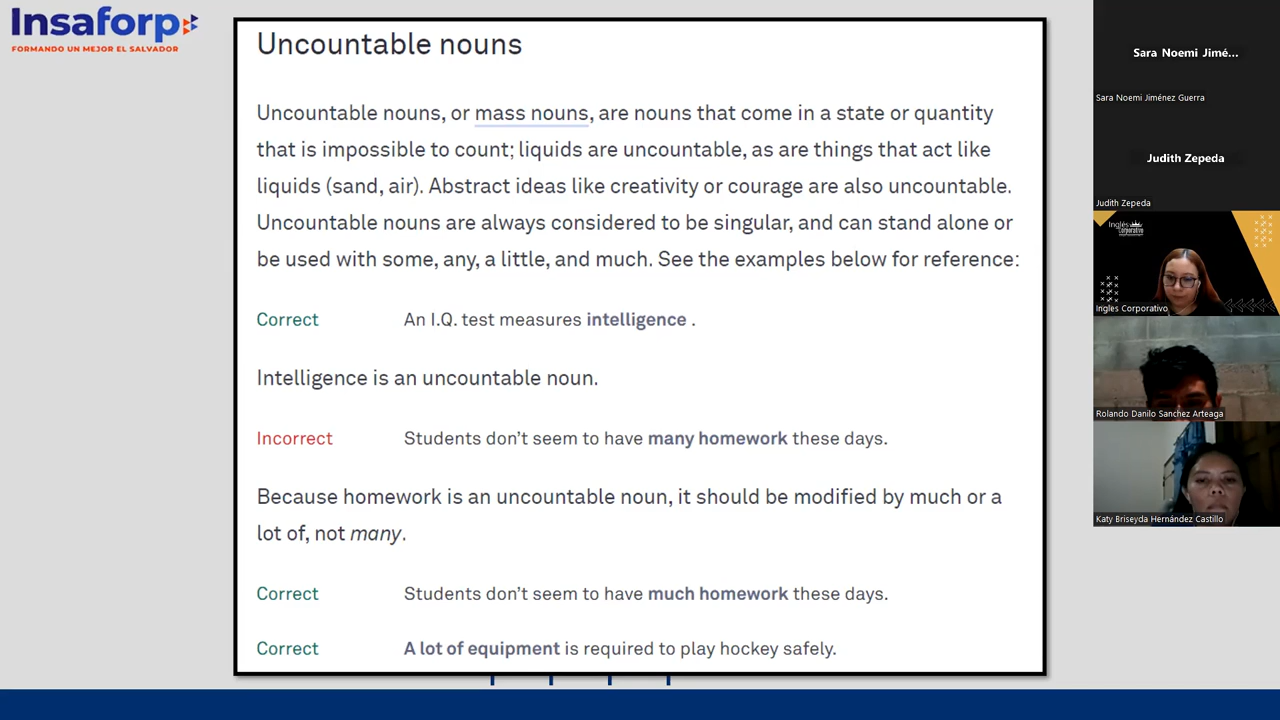 Insaforp
FORMANDO UN MEJOR EL SALVADOR
Uncountable nouns
Uncountable nouns, or mass nouns, are nouns that come in a state or quantity
that is impossible to count; liquids are uncountable, as are things that act like
liquids (sand, air). Abstract ideas like creativity or courage are also uncountable.
Uncountable nouns are always considered to be singular, and can stand alone or
be used with some, any, a little, and much. See the examples below for reference:
Correct An I.Q. test measures intelligence .
Intelligence is an uncountable noun.
Incorrect Students don’t seem to have many homework these days.
Because homework is an uncountable noun, it should be modified by much or a
lot of, not many.
Correct Students don’t seem to have much homework these days.
Correct A lot of equipment is required to play hockey safely.
Sara Noemi Jimé...
Sara Noemi Jiménez Guerra
Judith Zepeda
Judith Zepeda
Inglés
Corporativo
Ingles Corporativo
Rolando Danilo Sanchez Arteaga
Katy Briseyda Hernández Castillo